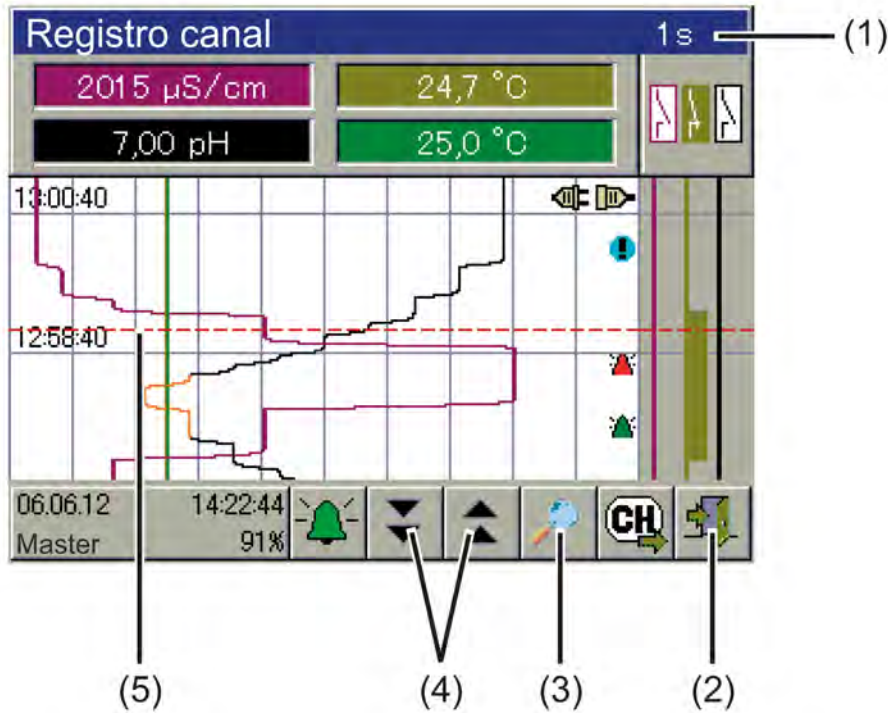 Registro canal 1s (1)
2015 µS/cm 24,7 °C
7,00 pH 25,0 °C
13:00:40
12:58:40
06.06.12 14:22:44
Master 91%
CH
(5) (4) (3) (2)